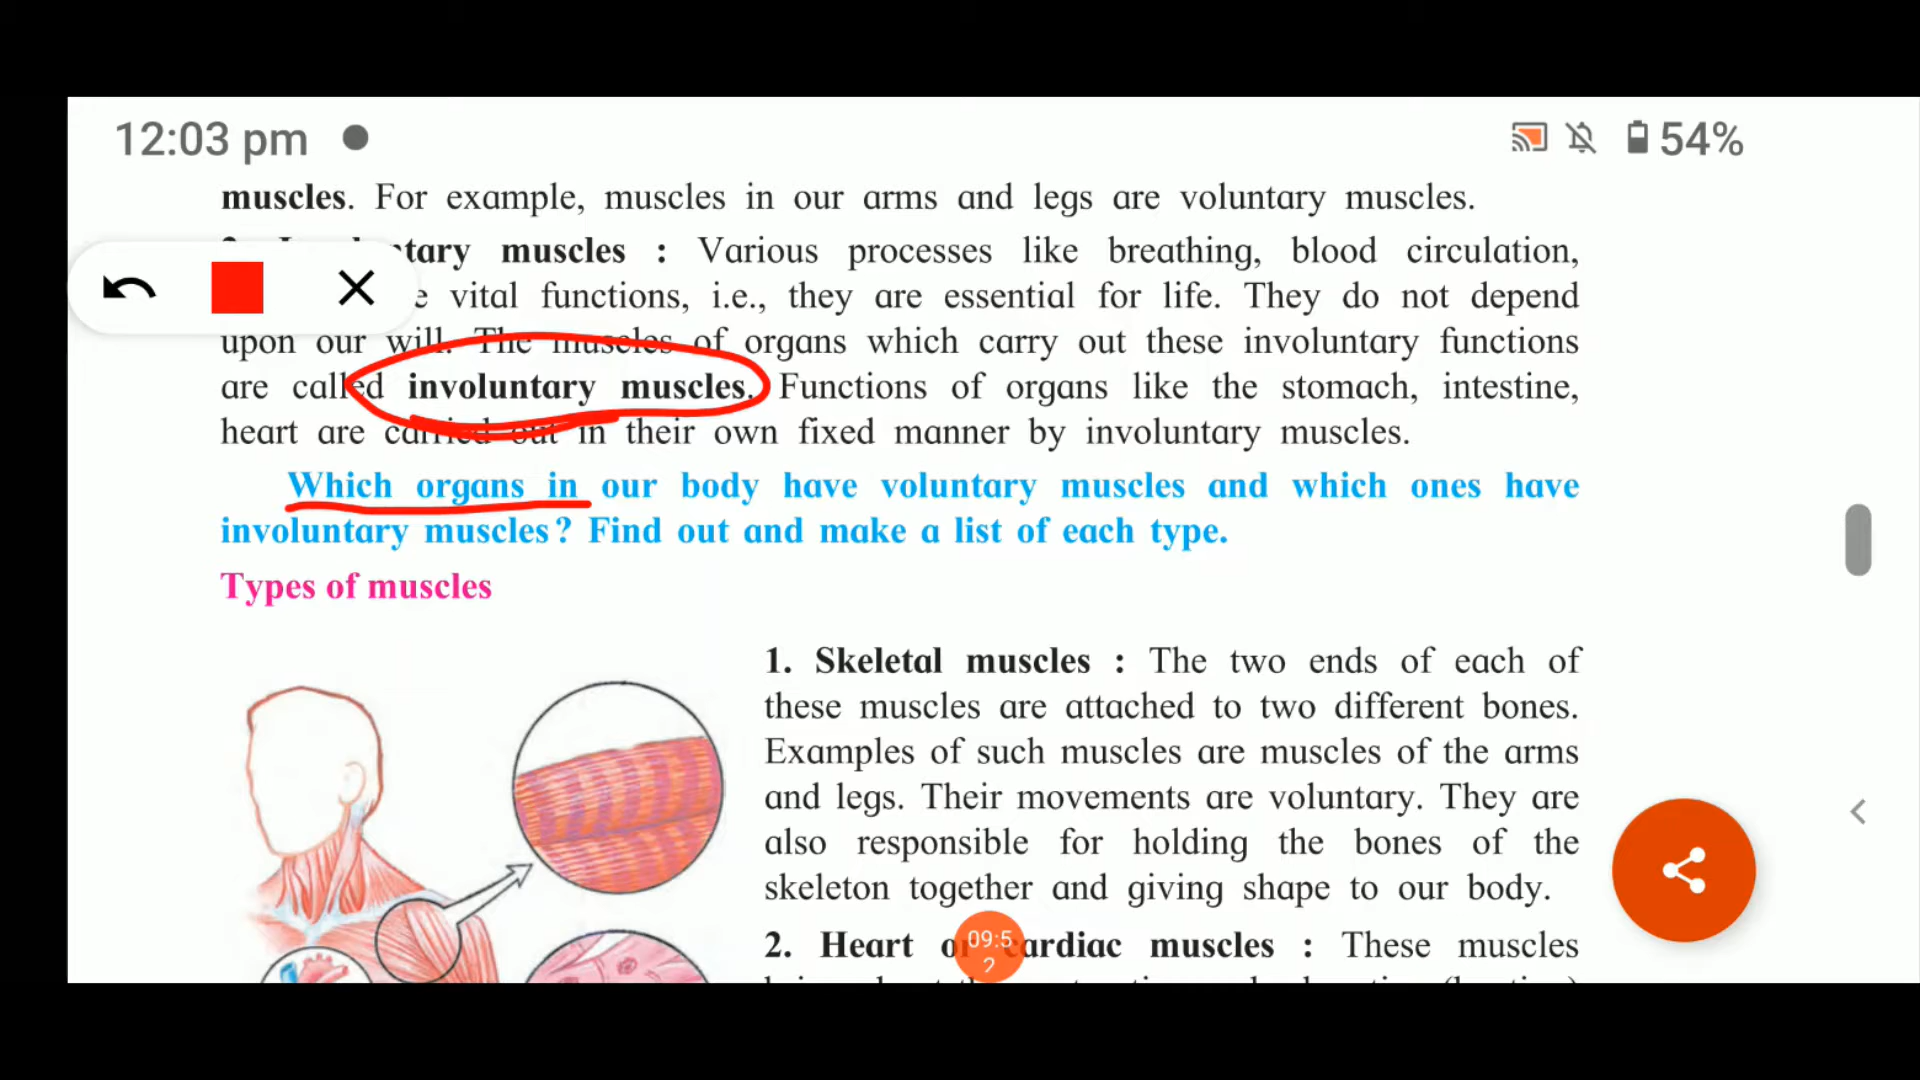 12:03 pm
54%
muscles. For example, muscles in our arms and legs are voluntary muscles.
muscles : Various processes like breathing, blood circulation,
vital functions, i.e., they are essential for life. They do not depend
upon our will. The muscles of organs which carry out these involuntary functions
are called involuntary muscles. Functions of organs like the stomach, intestine,
heart are carried out in their own fixed manner by involuntary muscles.
Which organs in our body have voluntary muscles and which ones have
involuntary muscles? Find out and make a list of each type.
Types of muscles
1. Skeletal muscles : The two ends of each of
these muscles are attached to two different bones.
Examples of such muscles are muscles of the arms
and legs. Their movements are voluntary. They are
also responsible for holding the bones of the
skeleton together and giving shape to our body.
2. Heart or cardiac muscles : These muscles
09:5
2